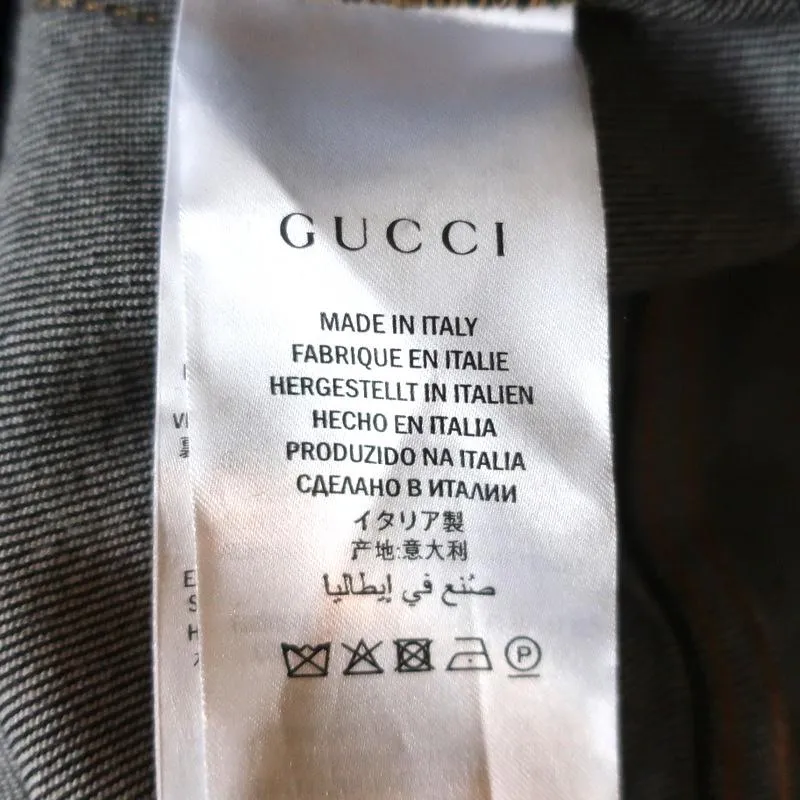 GUCCI
MADE IN ITALY
FABRIQUE EN ITALIE
HERGESTELLT IN ITALIEN
HECHO EN ITALIA
PRODUZIDO NA ITALIA
СДЕЛАНО В ИТАЛИИ
イタリア製
产地:意大利
صُنع في إيطاليا
P